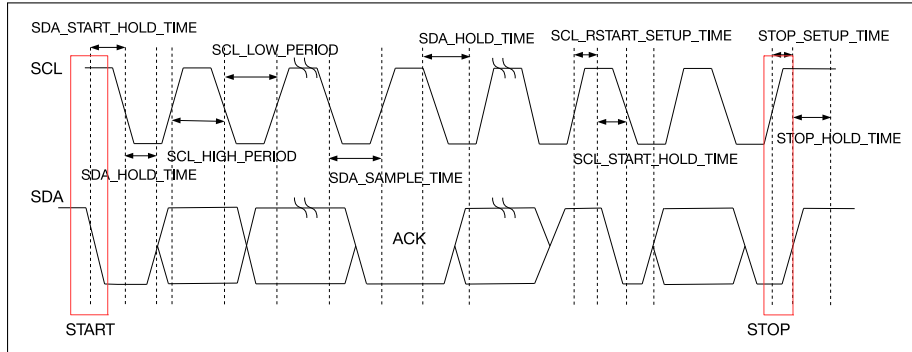 SDA_START_HOLD_TIME
SCL_LOW_PERIOD
SDA_HOLD_TIME
SCL_RSTART_SETUP_TIME
STOP_SETUP_TIME
SCL
STOP_HOLD_TIME
SCL_HIGH_PERIOD
SCL_START_HOLD_TIME
SDA_HOLD_TIME
SDA_SAMPLE_TIME
SDA
ACK
START
STOP